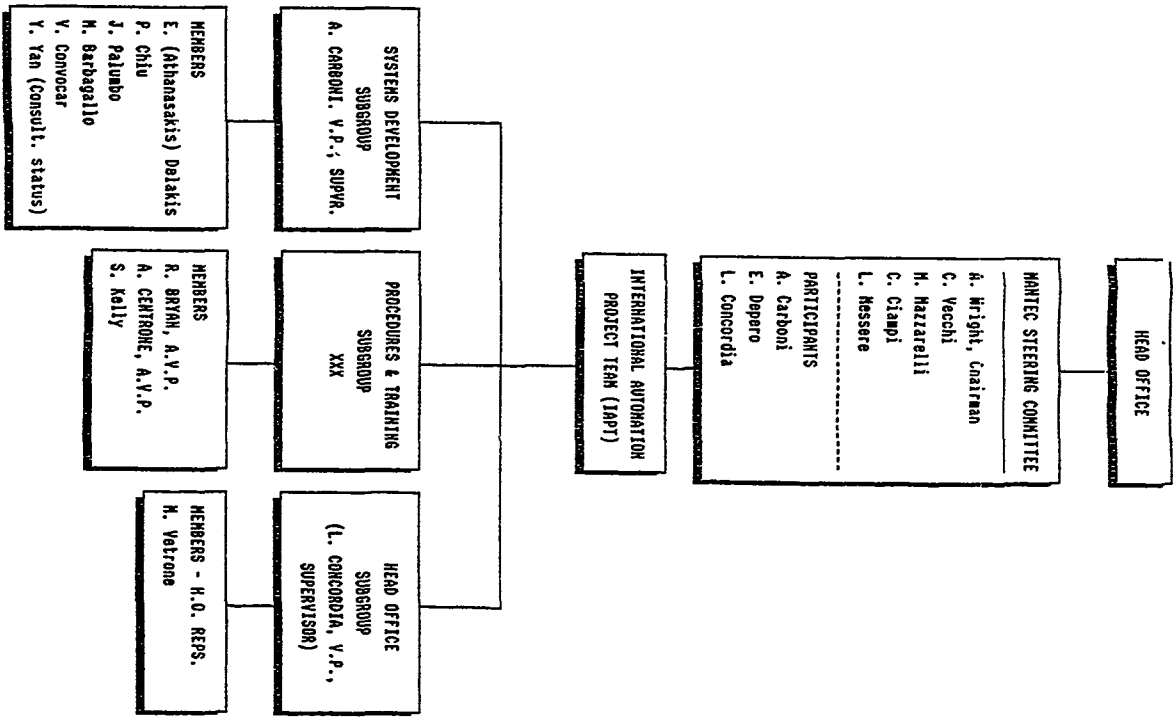 HEAD OFFICE
MANTEC STEERING COMMITTEE
A. Wright, Chairman
C. Vecchi
M. Mazzarelli
C. Ciampi
L. Messere
--------------------
PARTICIPANTS
A. Carboni
E. Depero
L. Concordia
INTERNATIONAL AUTOMATION
PROJECT TEAM (IAPT)
SYSTEMS DEVELOPMENT
SUBGROUP
A. CARBONI. V.P.; SUPVR.
PROCEDURES & TRAINING
SUBGROUP
XXX
HEAD OFFICE
SUBGROUP
(L. CONCORDIA, V.P.,
SUPERVISOR)
MEMBERS
E. (Athanasakis) Delakis
P. Chiu
J. Palumbo
M. Barbagallo
V. Convocar
Y. Yan (Consult. status)
MEMBERS
R. BRYAN, A.V.P.
A. CENTRONE, A.V.P.
S. Kelly
MEMBERS - H.O. REPS.
M. Vetrone